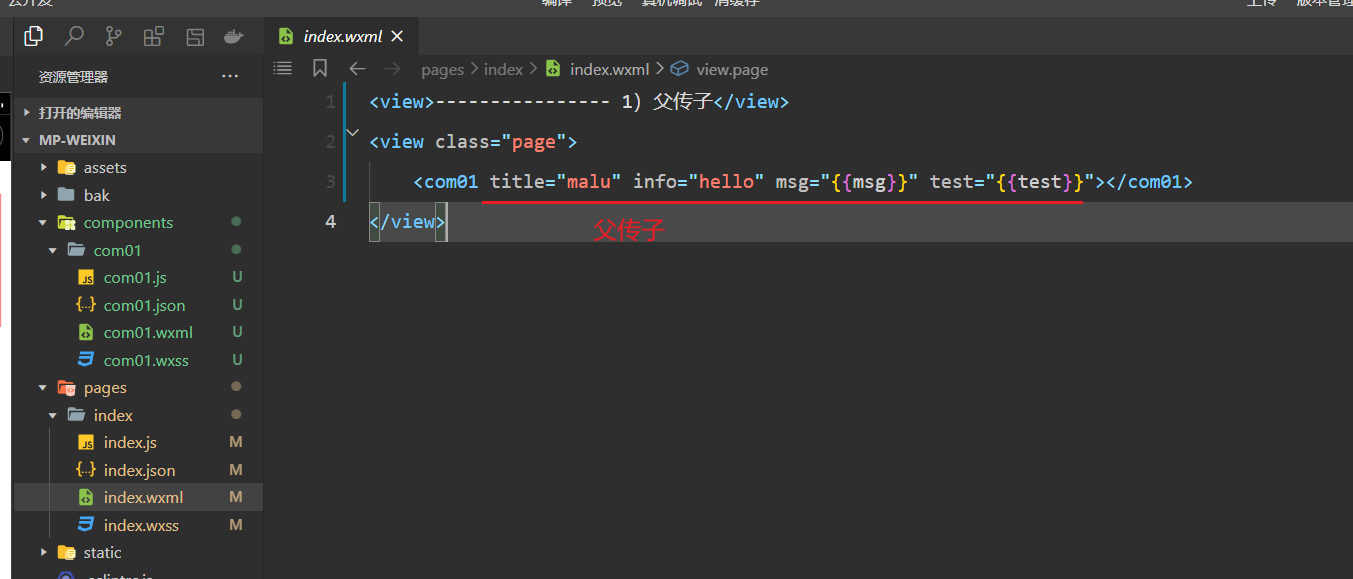 云开发 编译 预览 真机调试 清缓存 上传 版本管理
index.wxml
资源管理器 ···
pages > index > index.wxml > view.page
打开的编辑器
MP-WEIXIN
assets
bak
components
com01
com01.js U
com01.json U
com01.wxml U
com01.wxss U
pages
index
index.js M
index.json M
index.wxml M
index.wxss M
static
1 <view>---------------- 1) 父传子</view>
2 <view class="page">
3 <com01 title="malu" info="hello" msg="{{msg}}" test="{{test}}"></com01>
4 </view>
父传子